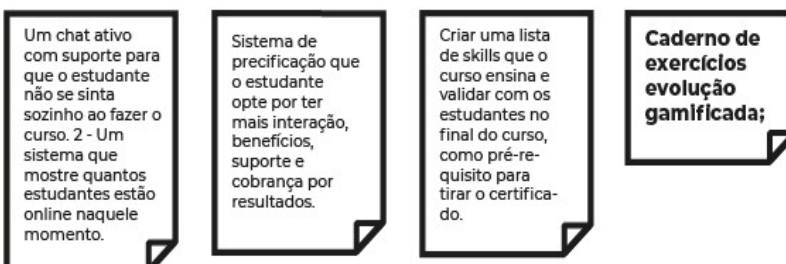 Um chat ativo
com suporte para
que o estudante
não se sinta
sozinho ao fazer o
curso. 2 - Um
sistema que
mostre quantos
estudantes estão
online naquele
momento.
Sistema de
precificação que
o estudante
opte por ter
mais interação,
benefícios,
suporte e
cobrança por
resultados.
Criar uma lista
de skills que o
curso ensina e
validar com os
estudantes no
final do curso,
como pré-re-
quisito para
tirar o certifica-
do.
Caderno de
exercícios
evolução
gamificada;